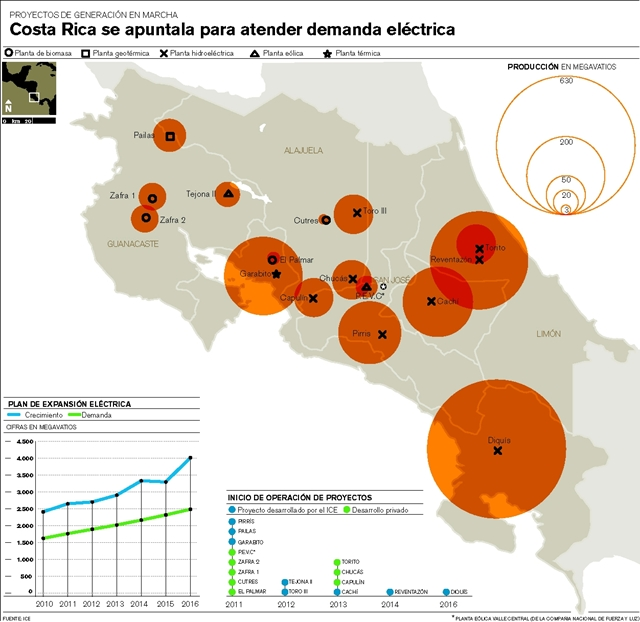 PROYECTOS DE GENERACIÓN EN MARCHA
Costa Rica se apuntala para atender demanda eléctrica
Planta de biomasa Planta geotérmica Planta hidroeléctrica Planta eólica Planta térmica
PRODUCCIÓN EN MEGAVATIOS
630
200
50
20
3
N
0 km 20
Pailas
ALAJUELA
Zafra 1
Tejona II
Zafra 2
Cutres
Toro III
GUANACASTE
Torito
El Palmar
Reventazón
Garabito
Chucás
SAN JOSÉ
P.E.V.C*
Capulín
Cachí
Pirrís
LIMÓN
Diquís
PLAN DE EXPANSIÓN ELÉCTRICA
Crecimiento Demanda
CIFRAS EN MEGAVATIOS
4.500
4.000
3.500
3.000
2.500
2.000
1.500
1.000
500
0
2010 2011 2012 2013 2014 2015 2016
INICIO DE OPERACIÓN DE PROYECTOS
Proyecto desarrollado por el ICE Desarrollo privado
PIRRÍS
PAILAS
GARABITO
P.E.V.C*
ZAFRA 2 TORITO
ZAFRA 1 CHUCÁS
CUTRES TEJONA II CAPULÍN
EL PALMAR TORO III CACHÍ REVENTAZÓN DIQUIS
2011 2012 2013 2014 2016
FUENTE: ICE
* PLANTA EÓLICA VALLE CENTRAL (DE LA COMPAÑIA NACIONAL DE FUERZA Y LUZ)